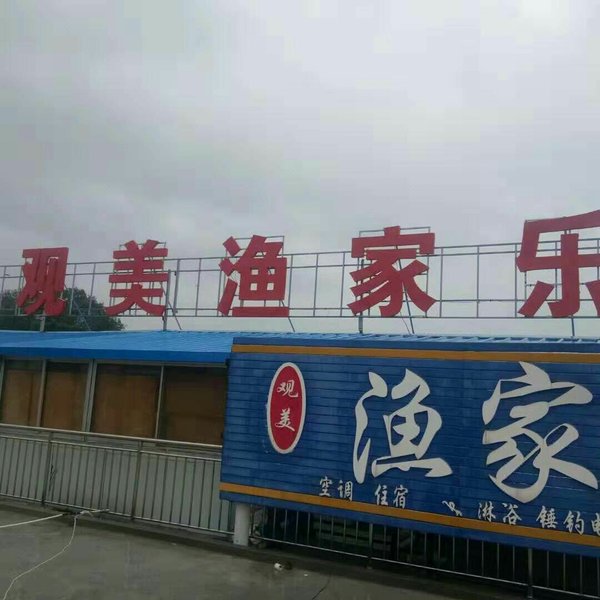 观美渔家乐
观美
渔家
空调 住宿 淋浴 锤钓